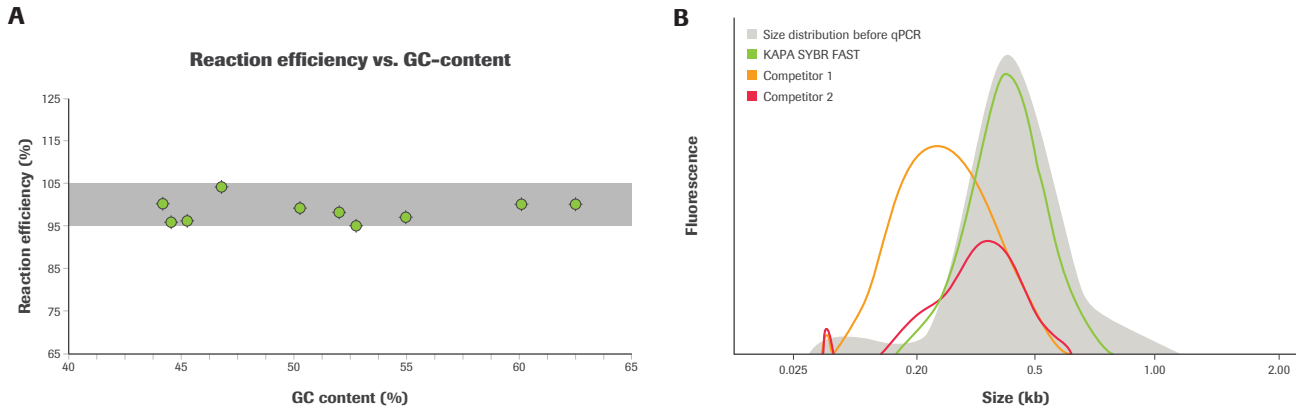 A
Reaction efficiency vs. GC-content
Reaction efficiency (%)
125
115
105
95
85
75
65
40
45
50
55
60
65
GC content (%)
B
Size distribution before qPCR
KAPA SYBR FAST
Competitor 1
Competitor 2
Fluorescence
0.025
0.20
0.5
1.00
2.00
Size (kb)